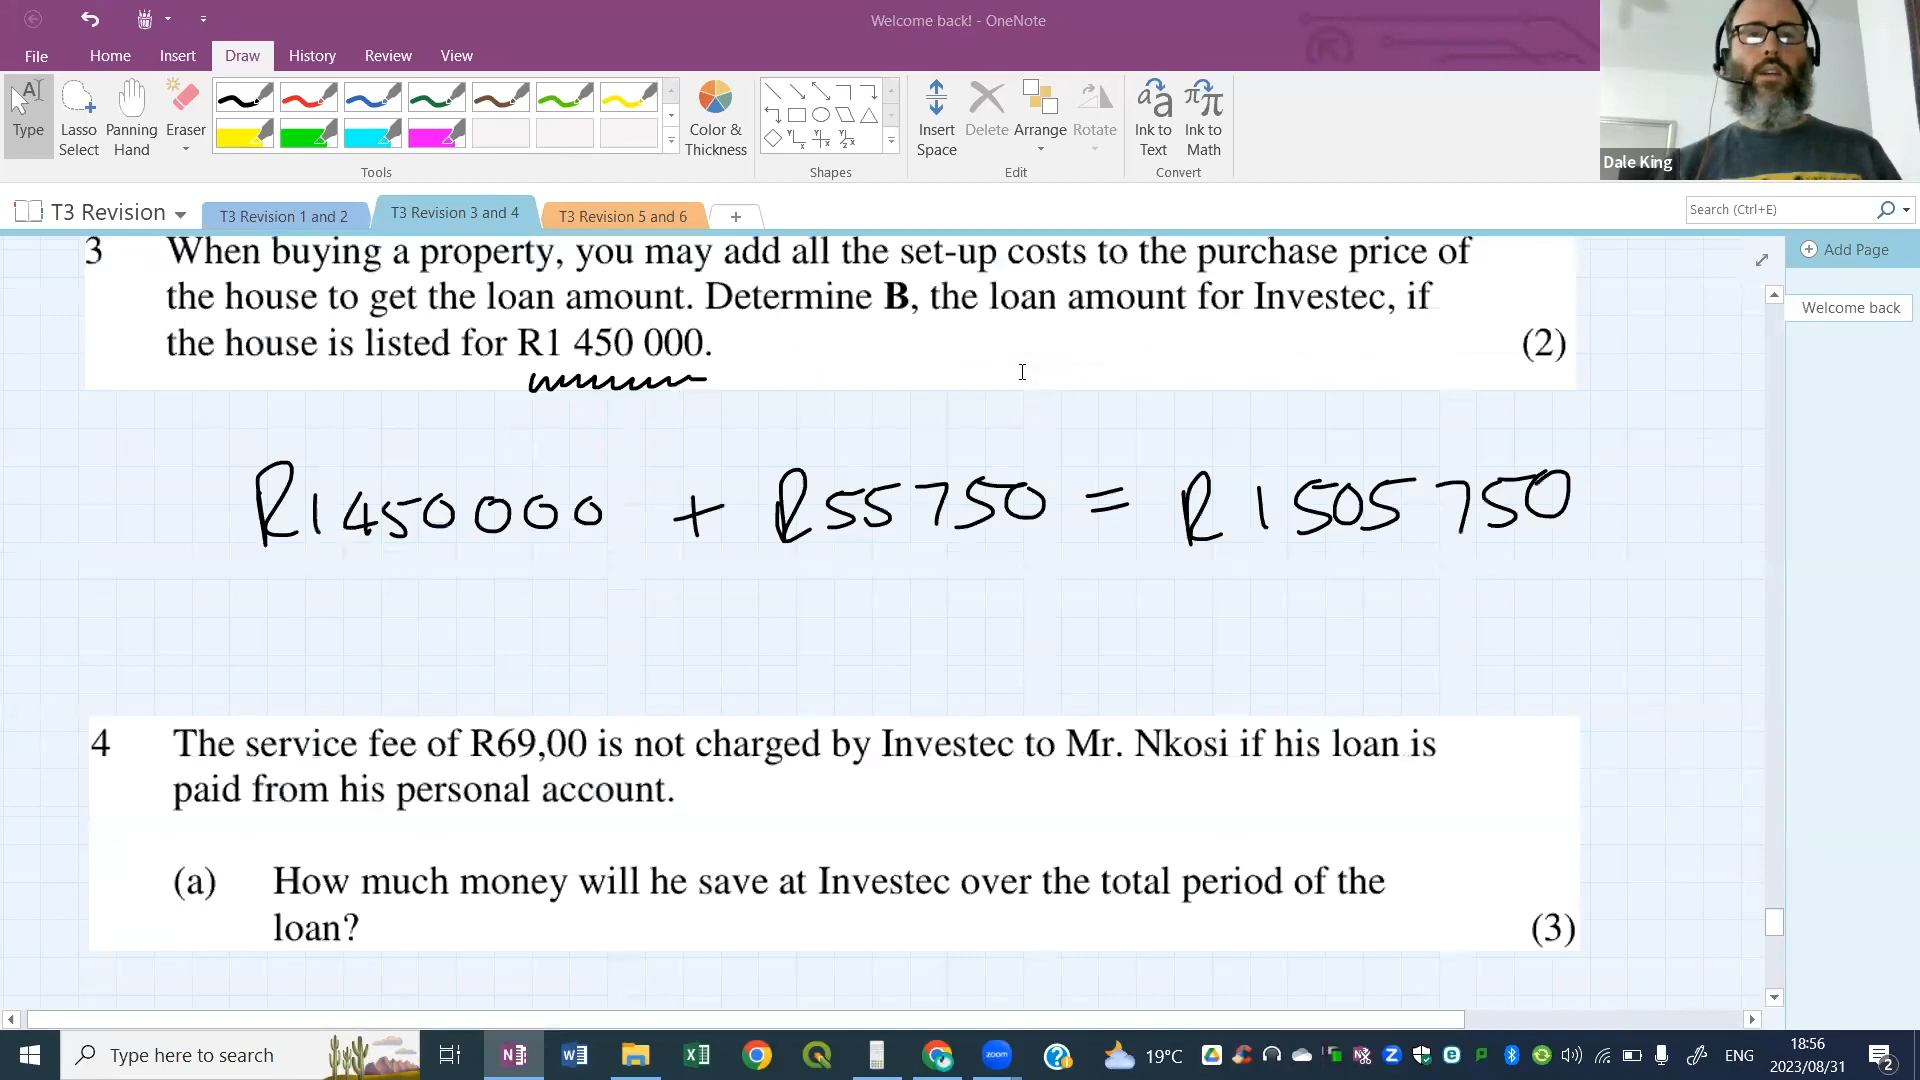 Welcome back! - OneNote
File
Home
Insert
Draw
History
Review
View
Type
Lasso
Select
Panning
Hand
Eraser
Color &
Thickness
Insert
Space
Delete
Arrange
Rotate
Ink to
Text
Ink to
Math
Tools
Shapes
Edit
Convert
Dale King
T3 Revision
T3 Revision 1 and 2
T3 Revision 3 and 4
T3 Revision 5 and 6
Search (Ctrl+E)
Add Page
Welcome back
3 When buying a property, you may add all the set-up costs to the purchase price of
the house to get the loan amount. Determine B, the loan amount for Investec, if
the house is listed for R1 450 000. (2)
R1450000 + R55750 = R1505750
4 The service fee of R69,00 is not charged by Investec to Mr. Nkosi if his loan is
paid from his personal account.
(a) How much money will he save at Investec over the total period of the
loan? (3)
Type here to search
zoom
19°C
ENG
18:56
2023/08/31
2